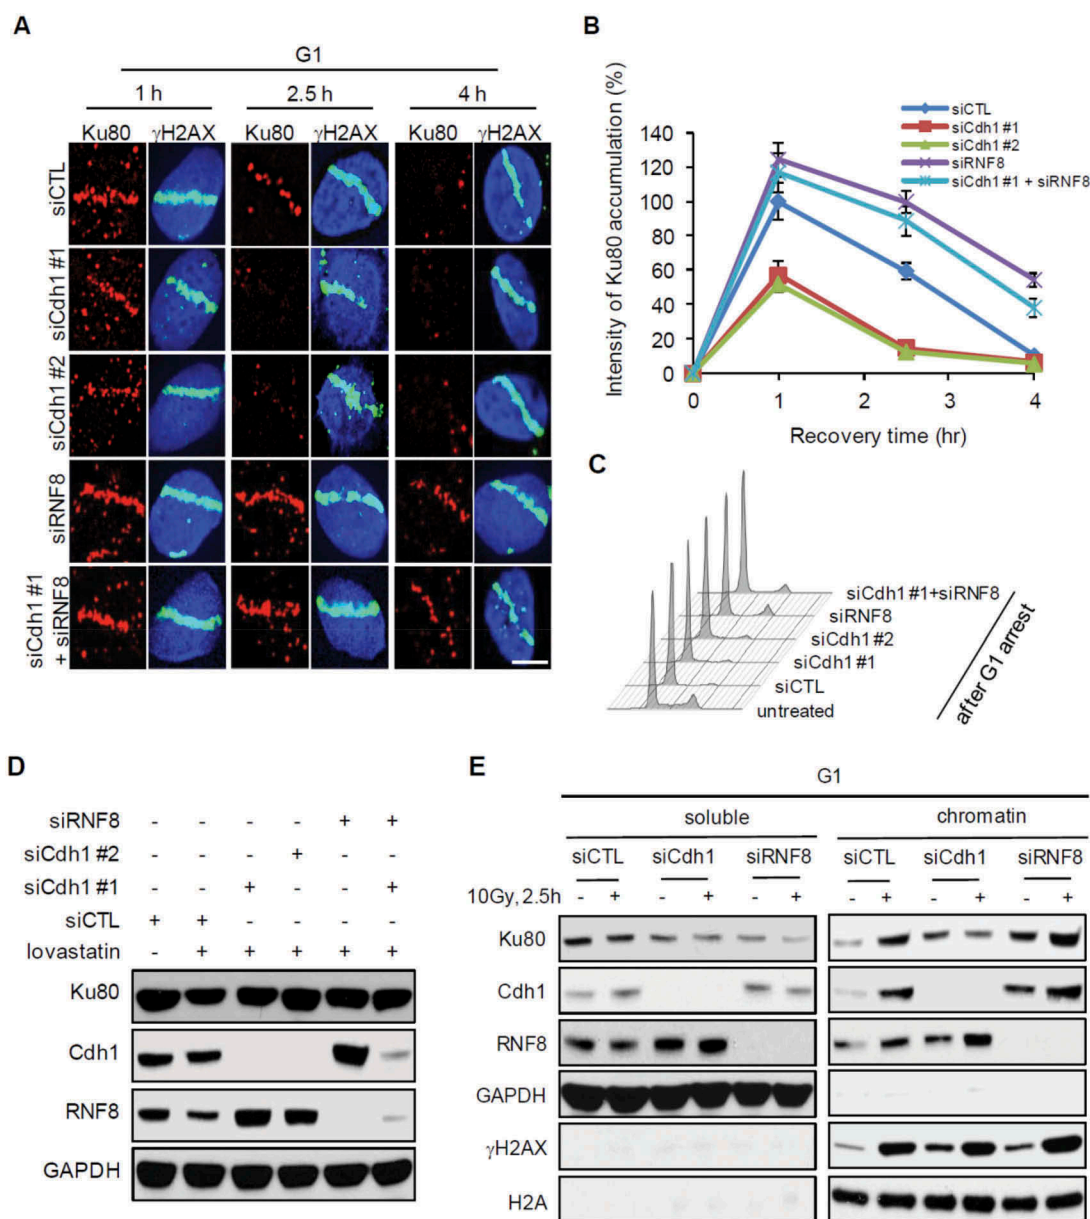 A
G1
1 h 2.5 h 4 h
Ku80 γH2AX Ku80 γH2AX Ku80 γH2AX
siCTL
siCdh1 #1
siCdh1 #2
siRNF8
siCdh1 #1
+ siRNF8
B
Intensity of Ku80 accumulation (%)
140
120
100
80
60
40
20
0
0 1 2 3 4
Recovery time (hr)
siCTL
siCdh1 #1
siCdh1 #2
siRNF8
siCdh1 #1 + siRNF8
C
siCdh1 #1+siRNF8
siRNF8
siCdh1 #2
siCdh1 #1
siCTL
untreated
after G1 arrest
D
siRNF8 - - - - + +
siCdh1 #2 - - - + - -
siCdh1 #1 - - + - - +
siCTL + + - - - -
lovastatin - + + + + +
Ku80
Cdh1
RNF8
GAPDH
E
G1
soluble chromatin
siCTL siCdh1 siRNF8 siCTL siCdh1 siRNF8
10Gy, 2.5h - + - + - + - + - + - +
Ku80
Cdh1
RNF8
GAPDH
γH2AX
H2A